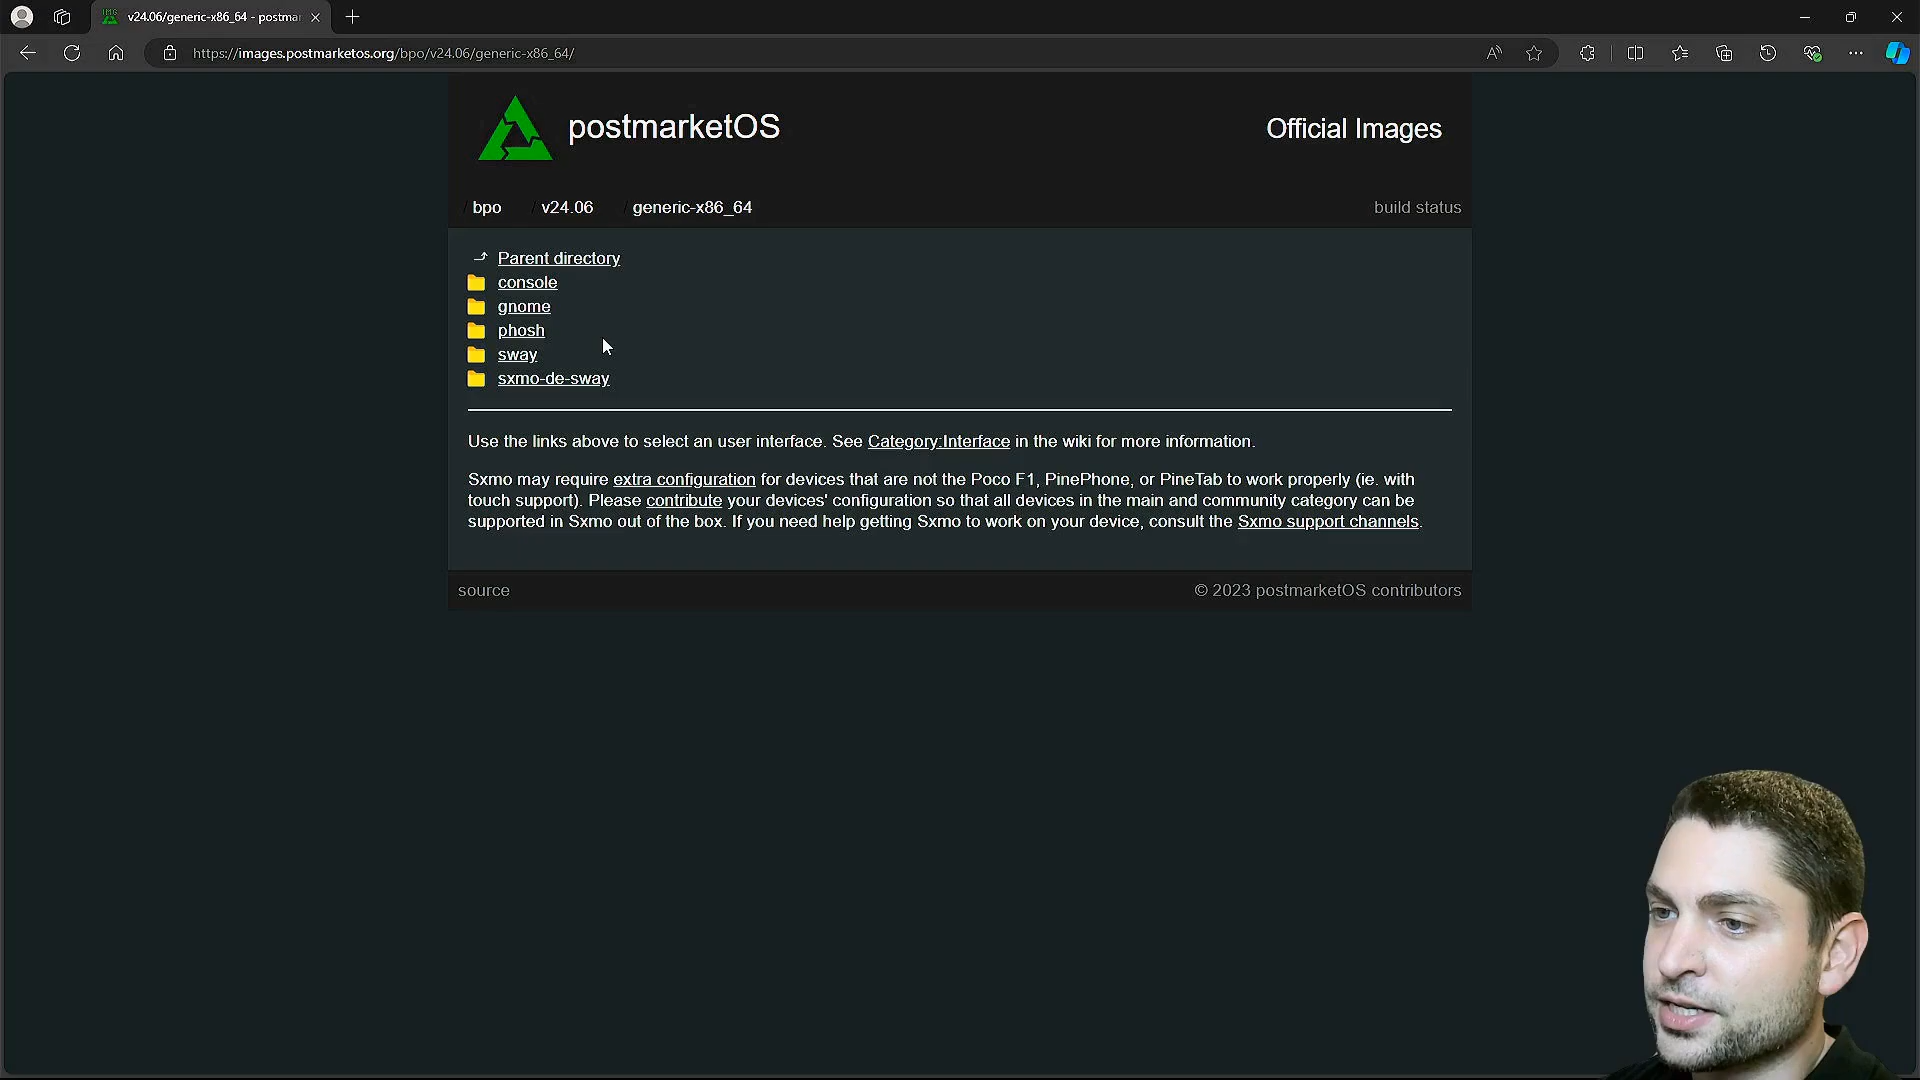 v24.06/generic-x86_64 - postmar
https://images.postmarketos.org/bpo/v24.06/generic-x86_64/
postmarketOS
Official Images
/ bpo / v24.06 / generic-x86_64
build status
Parent directory
console
gnome
phosh
sway
sxmo-de-sway
Use the links above to select an user interface. See Category:Interface in the wiki for more information.
Sxmo may require extra configuration for devices that are not the Poco F1, PinePhone, or PineTab to work properly (ie. with
touch support). Please contribute your devices' configuration so that all devices in the main and community category can be
supported in Sxmo out of the box. If you need help getting Sxmo to work on your device, consult the Sxmo support channels.
source
© 2023 postmarketOS contributors